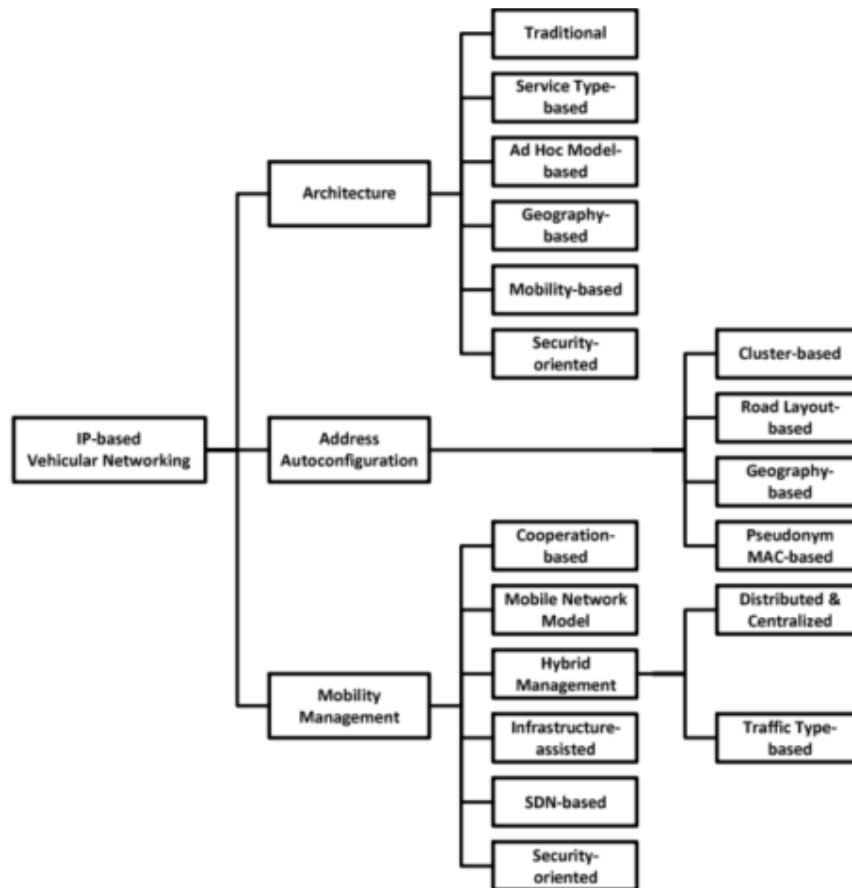 Traditional
Service Type-
based
Ad Hoc Model-
based
Architecture
Geography-
based
Mobility-based
Security-
oriented
Cluster-based
Road Layout-
based
IP-based
Vehicular Networking
Address
Autoconfiguration
Geography-
based
Pseudonym
MAC-based
Cooperation-
based
Mobile Network
Model
Distributed &
Centralized
Hybrid
Management
Mobility
Management
Infrastructure-
assisted
Traffic Type-
based
SDN-based
Security-
oriented